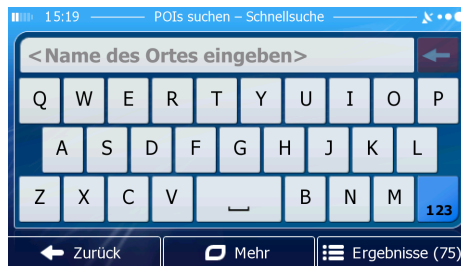 15:19 POIs suchen – Schnellsuche
<Name des Ortes eingeben>
Q W E R T Y U I O P
A S D F G H J K L
Z X C V B N M 123
Zurück Mehr Ergebnisse (75)